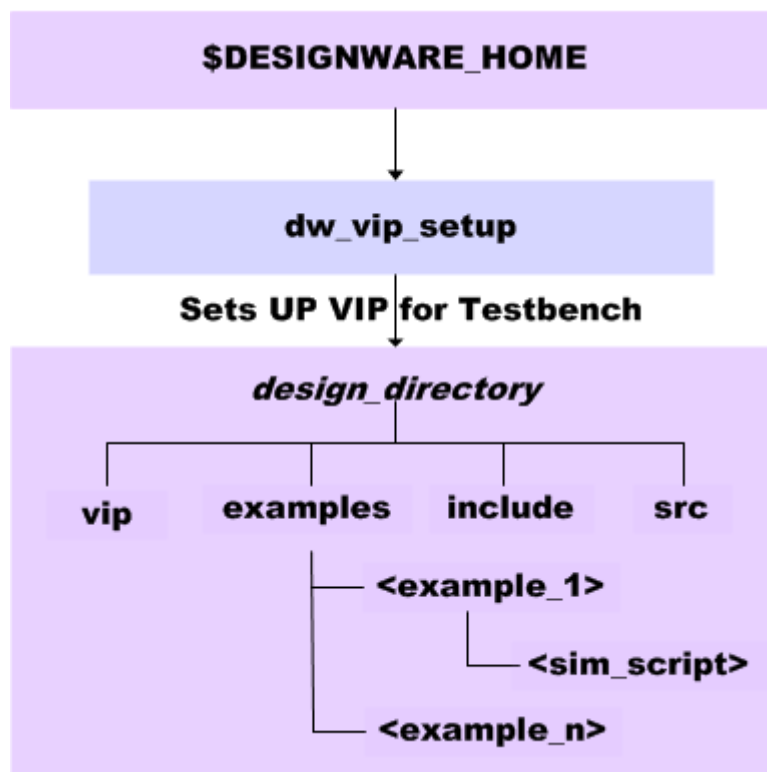 $DESIGNWARE_HOME
dw_vip_setup
Sets UP VIP for Testbench
design_directory
vip
examples
include
src
<example_1>
<sim_script>
<example_n>